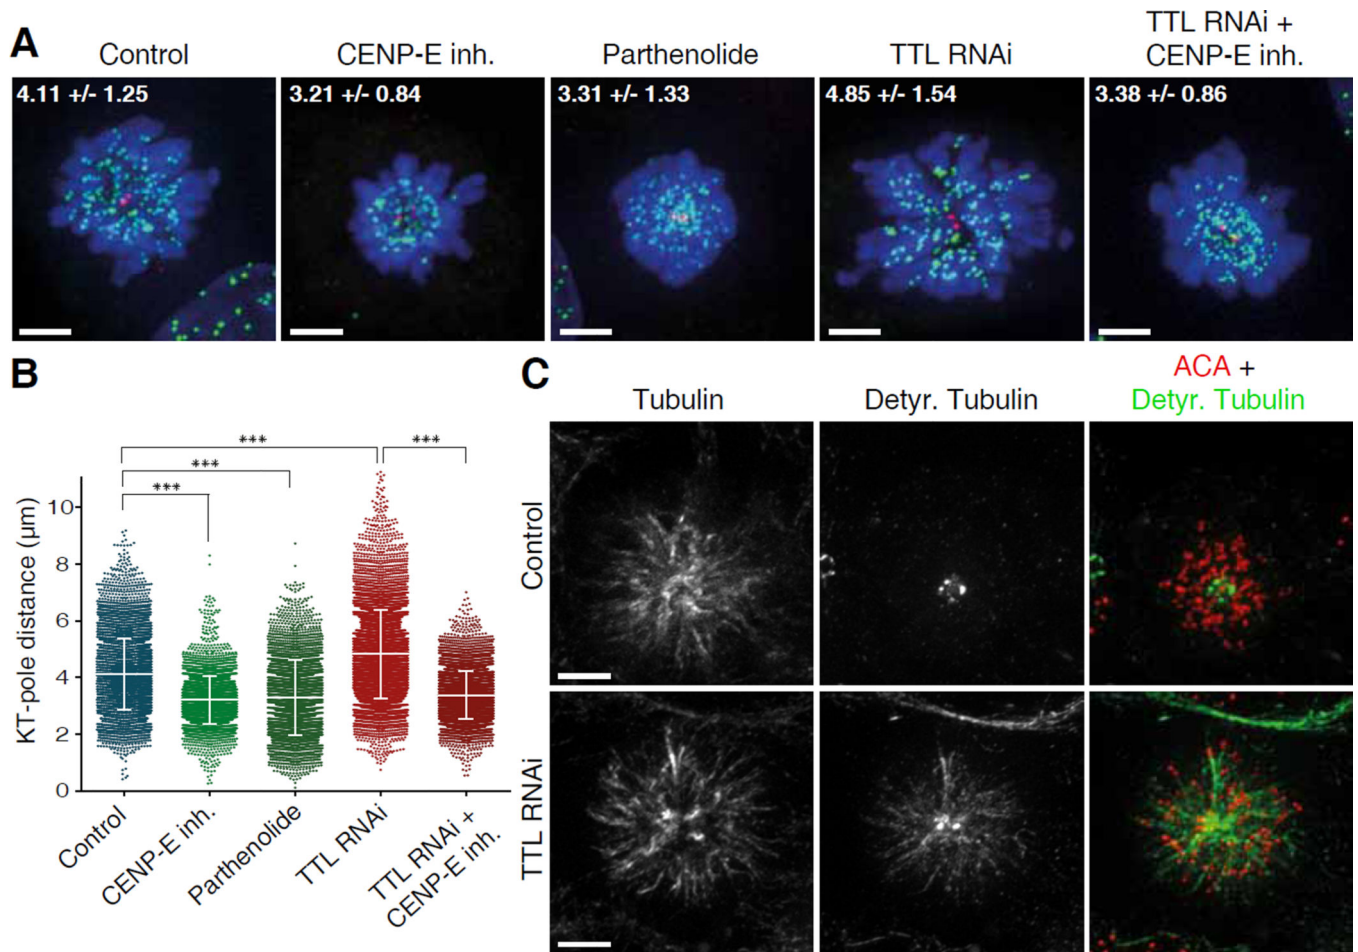 A
Control
CENP-E inh.
Parthenolide
TTL RNAi
TTL RNAi +
CENP-E inh.
4.11 +/- 1.25
3.21 +/- 0.84
3.31 +/- 1.33
4.85 +/- 1.54
3.38 +/- 0.86
B
KT-pole distance (μm)
10
8
6
4
2
0
***
***
***
***
Control
CENP-E inh.
Parthenolide
TTL RNAi
TTL RNAi +
CENP-E inh.
C
Tubulin
Detyr. Tubulin
ACA +
Detyr. Tubulin
Control
TTL RNAi